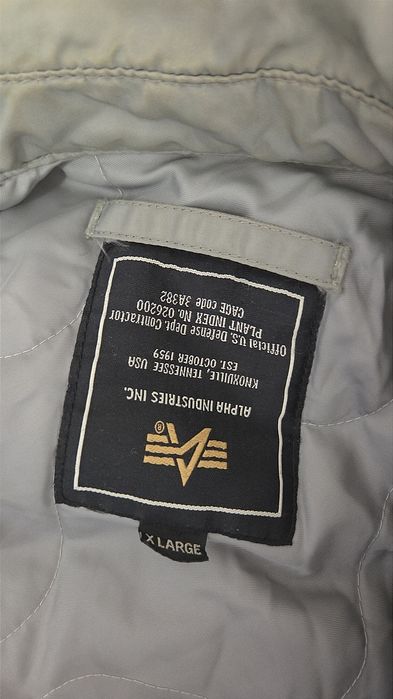 ALPHA INDUSTRIES INC.
KNOXVILLE, TENNESSEE USA
EST. OCTOBER 1959
Official U.S. Defense Dept. Contractor
PLANT INDEX No. 026200
CAGE code 3A382
X LARGE